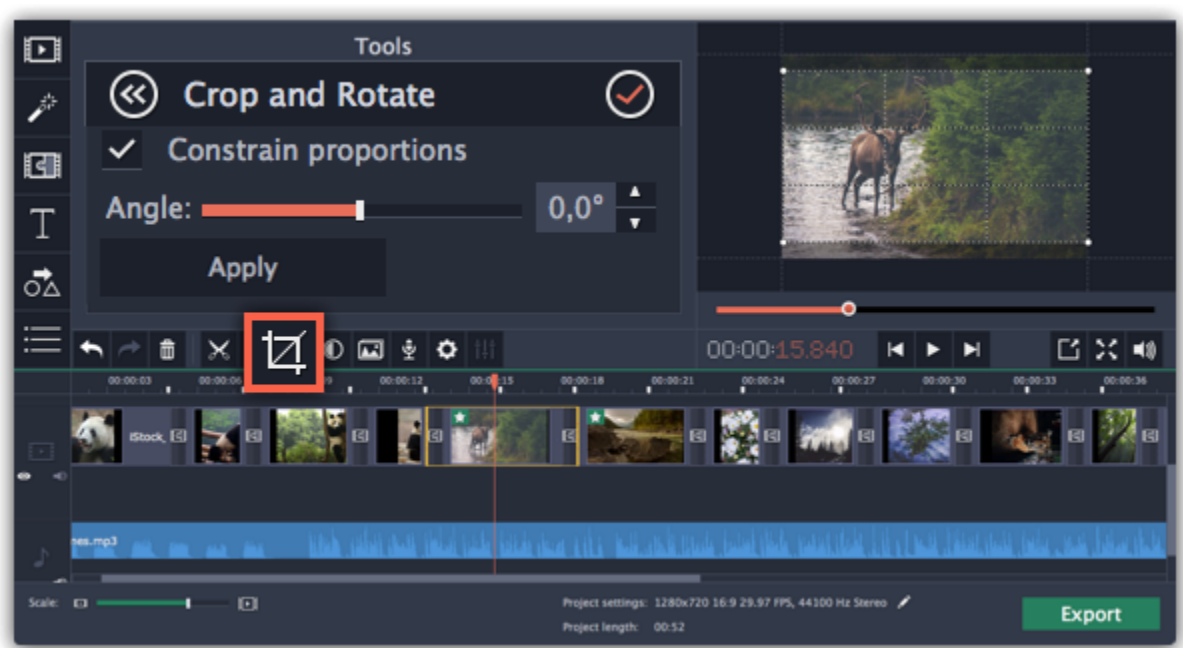 Tools
Crop and Rotate
Constrain proportions
Angle:
0,0°
Apply
T
00:00:15.840
00:00:03 00:00:06 00:00:12 00:00:15 00:00:18 00:00:21 00:00:24 00:00:27 00:00:30 00:00:33 00:00:36
iStock_
nes.mp3
Scale:
Project settings: 1280x720 16:9 29.97 FPS, 44100 Hz Stereo
Project length: 00:52
Export